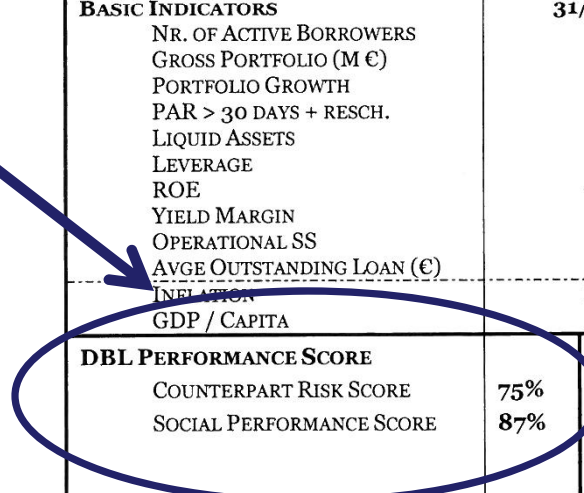 BASIC INDICATORS 31/
NR. OF ACTIVE BORROWERS
GROSS PORTFOLIO (M €)
PORTFOLIO GROWTH
PAR > 30 DAYS + RESCH.
LIQUID ASSETS
LEVERAGE
ROE
YIELD MARGIN
OPERATIONAL SS
AVGE OUTSTANDING LOAN (€)
INFLATION
GDP / CAPITA
DBL PERFORMANCE SCORE
COUNTERPART RISK SCORE 75%
SOCIAL PERFORMANCE SCORE 87%